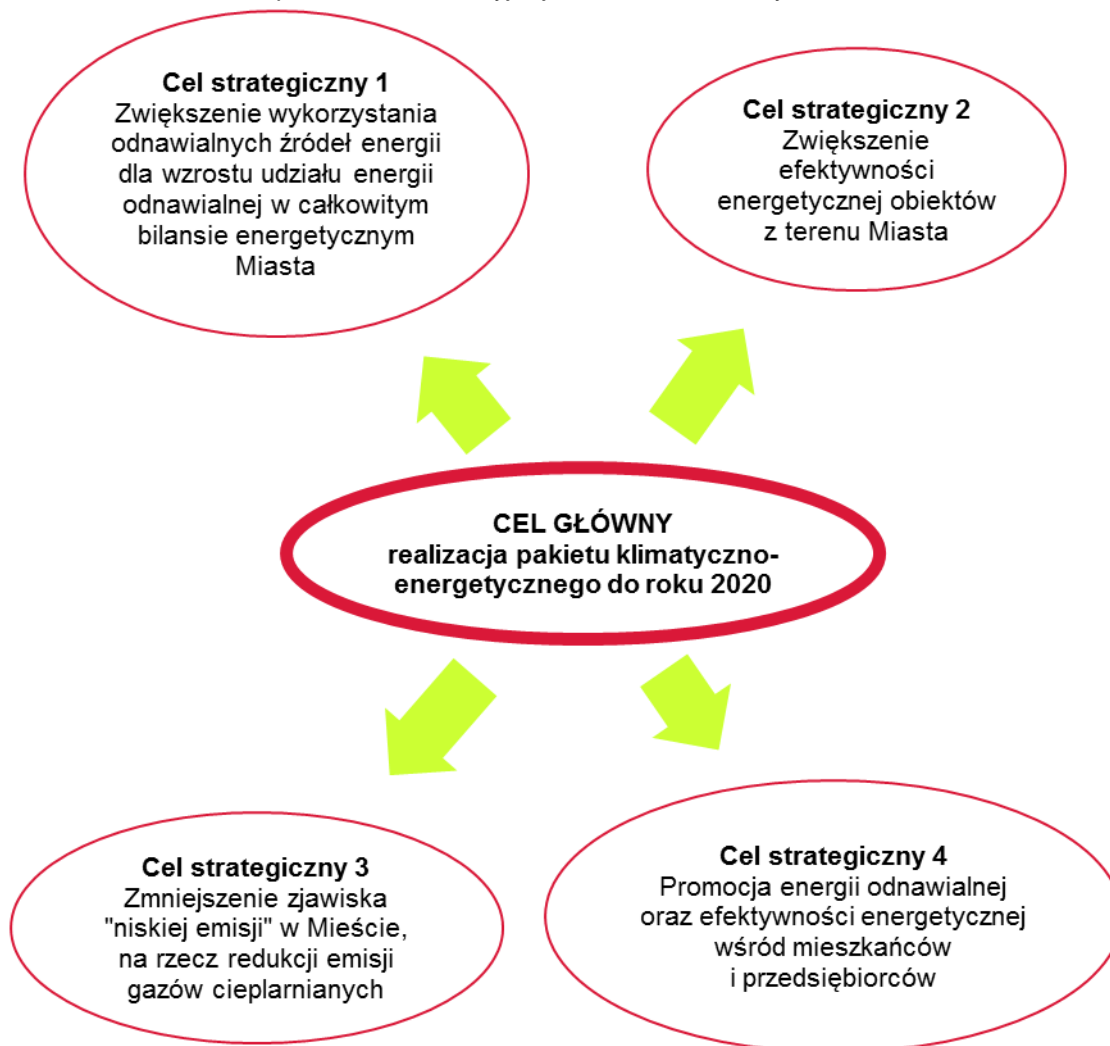 Cel strategiczny 1
Zwiększenie wykorzystania
odnawialnych źródeł energii
dla wzrostu udziału energii
odnawialnej w całkowitym
bilansie energetycznym
Miasta
Cel strategiczny 2
Zwiększenie
efektywności
energetycznej obiektów
z terenu Miasta
CEL GŁÓWNY
realizacja pakietu klimatyczno-
energetycznego do roku 2020
Cel strategiczny 3
Zmniejszenie zjawiska
"niskiej emisji" w Mieście,
na rzecz redukcji emisji
gazów cieplarnianych
Cel strategiczny 4
Promocja energii odnawialnej
oraz efektywności energetycznej
wśród mieszkańców
i przedsiębiorców